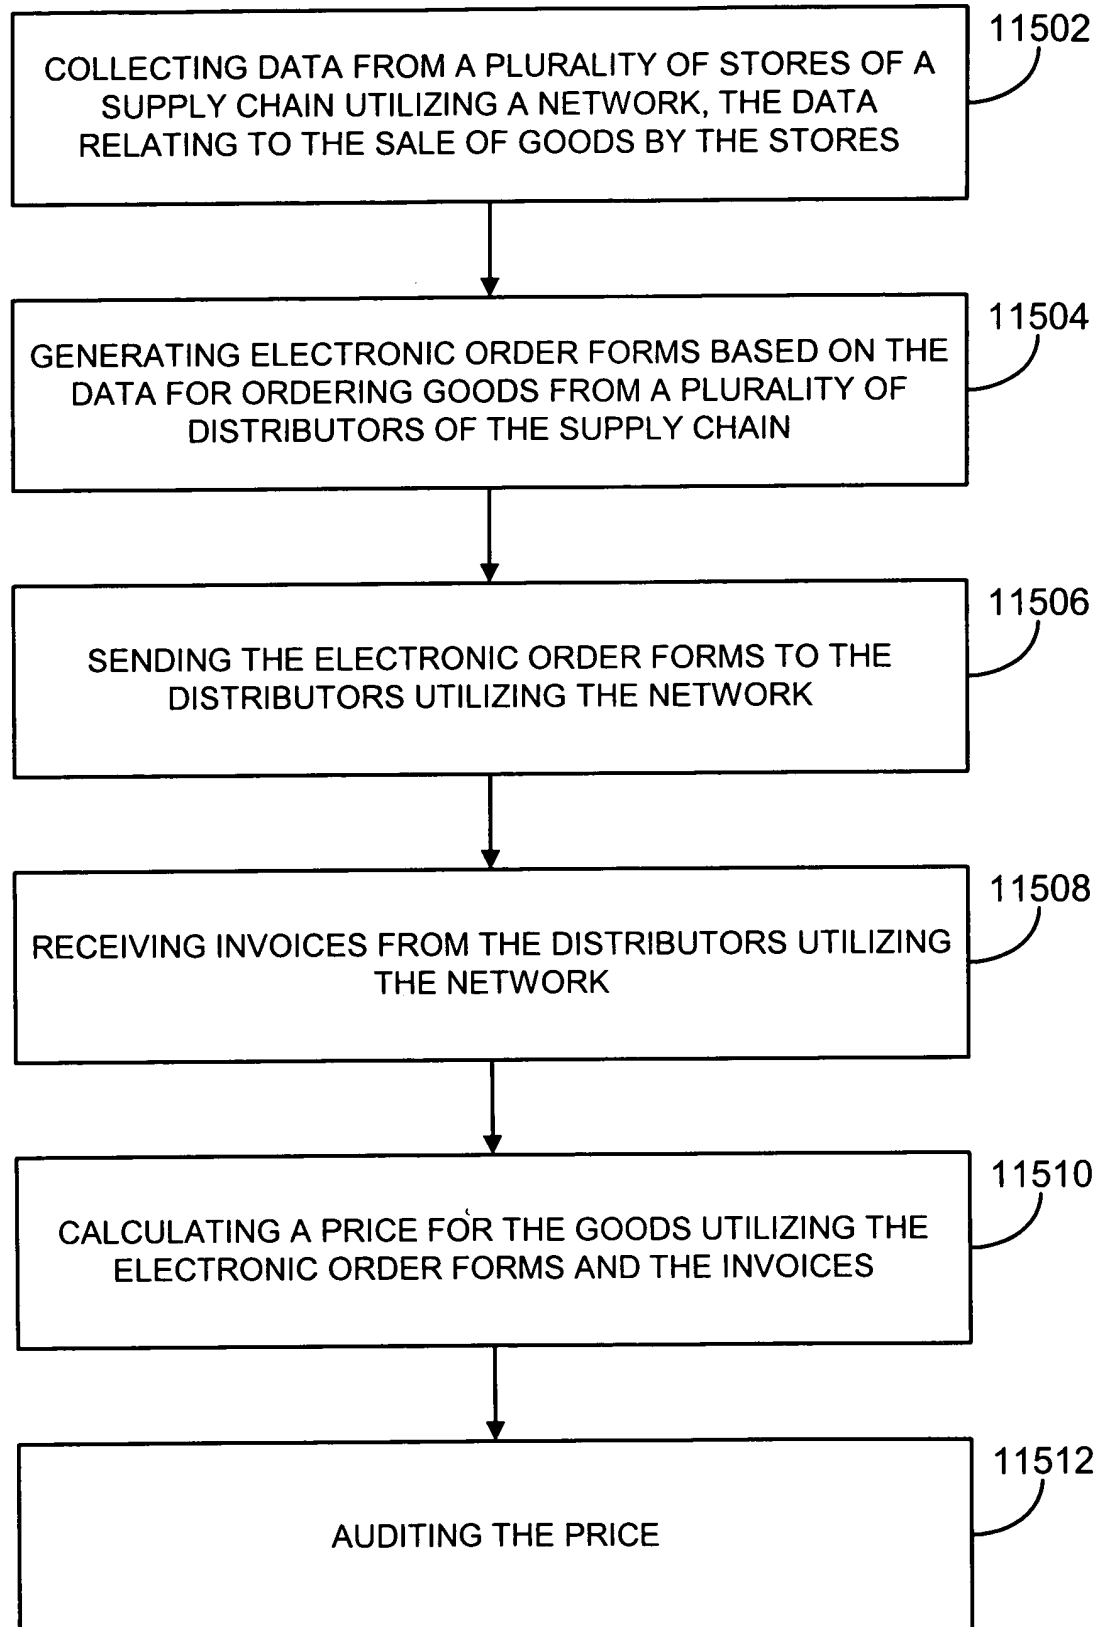 11502
COLLECTING DATA FROM A PLURALITY OF STORES OF A
SUPPLY CHAIN UTILIZING A NETWORK, THE DATA
RELATING TO THE SALE OF GOODS BY THE STORES
11504
GENERATING ELECTRONIC ORDER FORMS BASED ON THE
DATA FOR ORDERING GOODS FROM A PLURALITY OF
DISTRIBUTORS OF THE SUPPLY CHAIN
11506
SENDING THE ELECTRONIC ORDER FORMS TO THE
DISTRIBUTORS UTILIZING THE NETWORK
11508
RECEIVING INVOICES FROM THE DISTRIBUTORS UTILIZING
THE NETWORK
11510
CALCULATING A PRICE FOR THE GOODS UTILIZING THE
ELECTRONIC ORDER FORMS AND THE INVOICES
11512
AUDITING THE PRICE